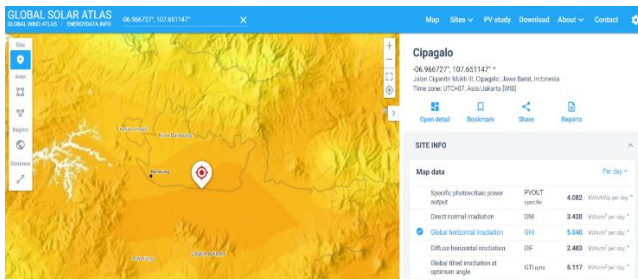 GLOBAL SOLAR ATLAS
GLOBAL WIND ATLAS / ENERGYDATA.INFO
-06.966727°, 107.651147°
Map Sites PV study Download About Contact
Site
Area
Region
Distance
Bandung
JAWA BARAT
Cipagalo
-06.966727°, 107.651147°
Jalan Ciganitri Mukti III, Cipagalo, Jawa Barat, Indonesia
Time zone: UTC+07, Asia/Jakarta [WIB]
Open detail Bookmark Share Reports
SITE INFO
Map data Per day
Specific photovoltaic power output PVOUT specific 4.082 kWh/kWp per day
Direct normal irradiation DNI 3.420 kWh/m² per day
Global horizontal irradiation GHI 5.040 kWh/m² per day
Diffuse horizontal irradiation DIF 2.483 kWh/m² per day
Global tilted irradiation at optimum angle GTI opta 5.117 kWh/m² per day